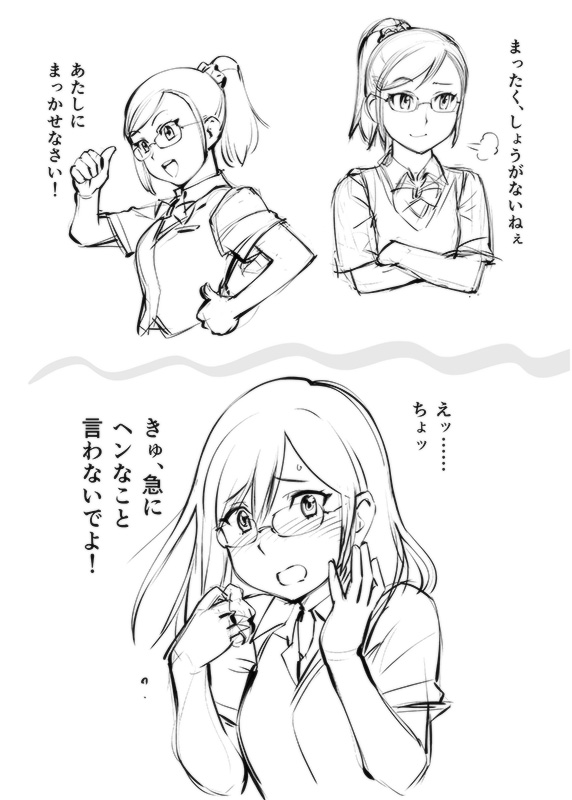 まったく、しょうがないねぇ
あたしに
まっかせなさい！
えッ……
ちょッ
きゅ、急に
ヘンなこと
言わないでよ！